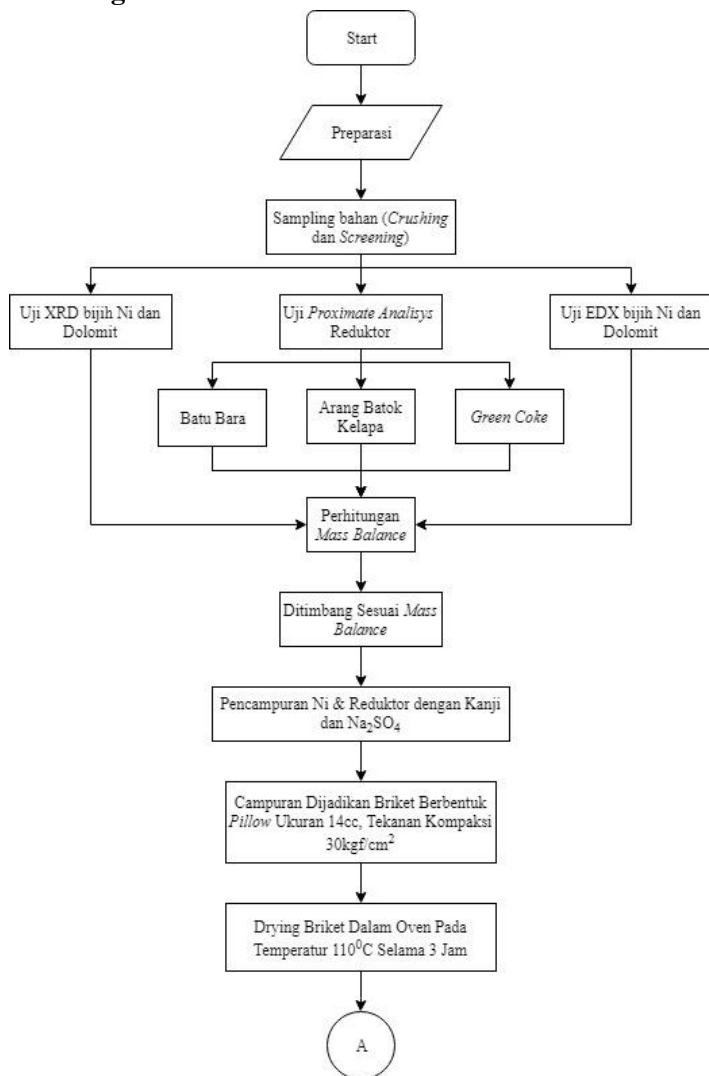 Start
Preparasi
Sampling bahan (Crushing
dan Screening)
Uji XRD bijih Ni dan
Dolomit
Uji Proximate Analisys
Reduktor
Uji EDX bijih Ni dan
Dolomit
Batu Bara
Arang Batok
Kelapa
Green Coke
Perhitungan
Mass Balance
Ditimbang Sesuai Mass
Balance
Pencampuran Ni & Reduktor dengan Kanji
dan Na₂SO₄
Campuran Dijadikan Briket Berbentuk
Pillow Ukuran 14cc, Tekanan Kompaksi
30kgf/cm²
Drying Briket Dalam Oven Pada
Temperatur 110⁰C Selama 3 Jam
A